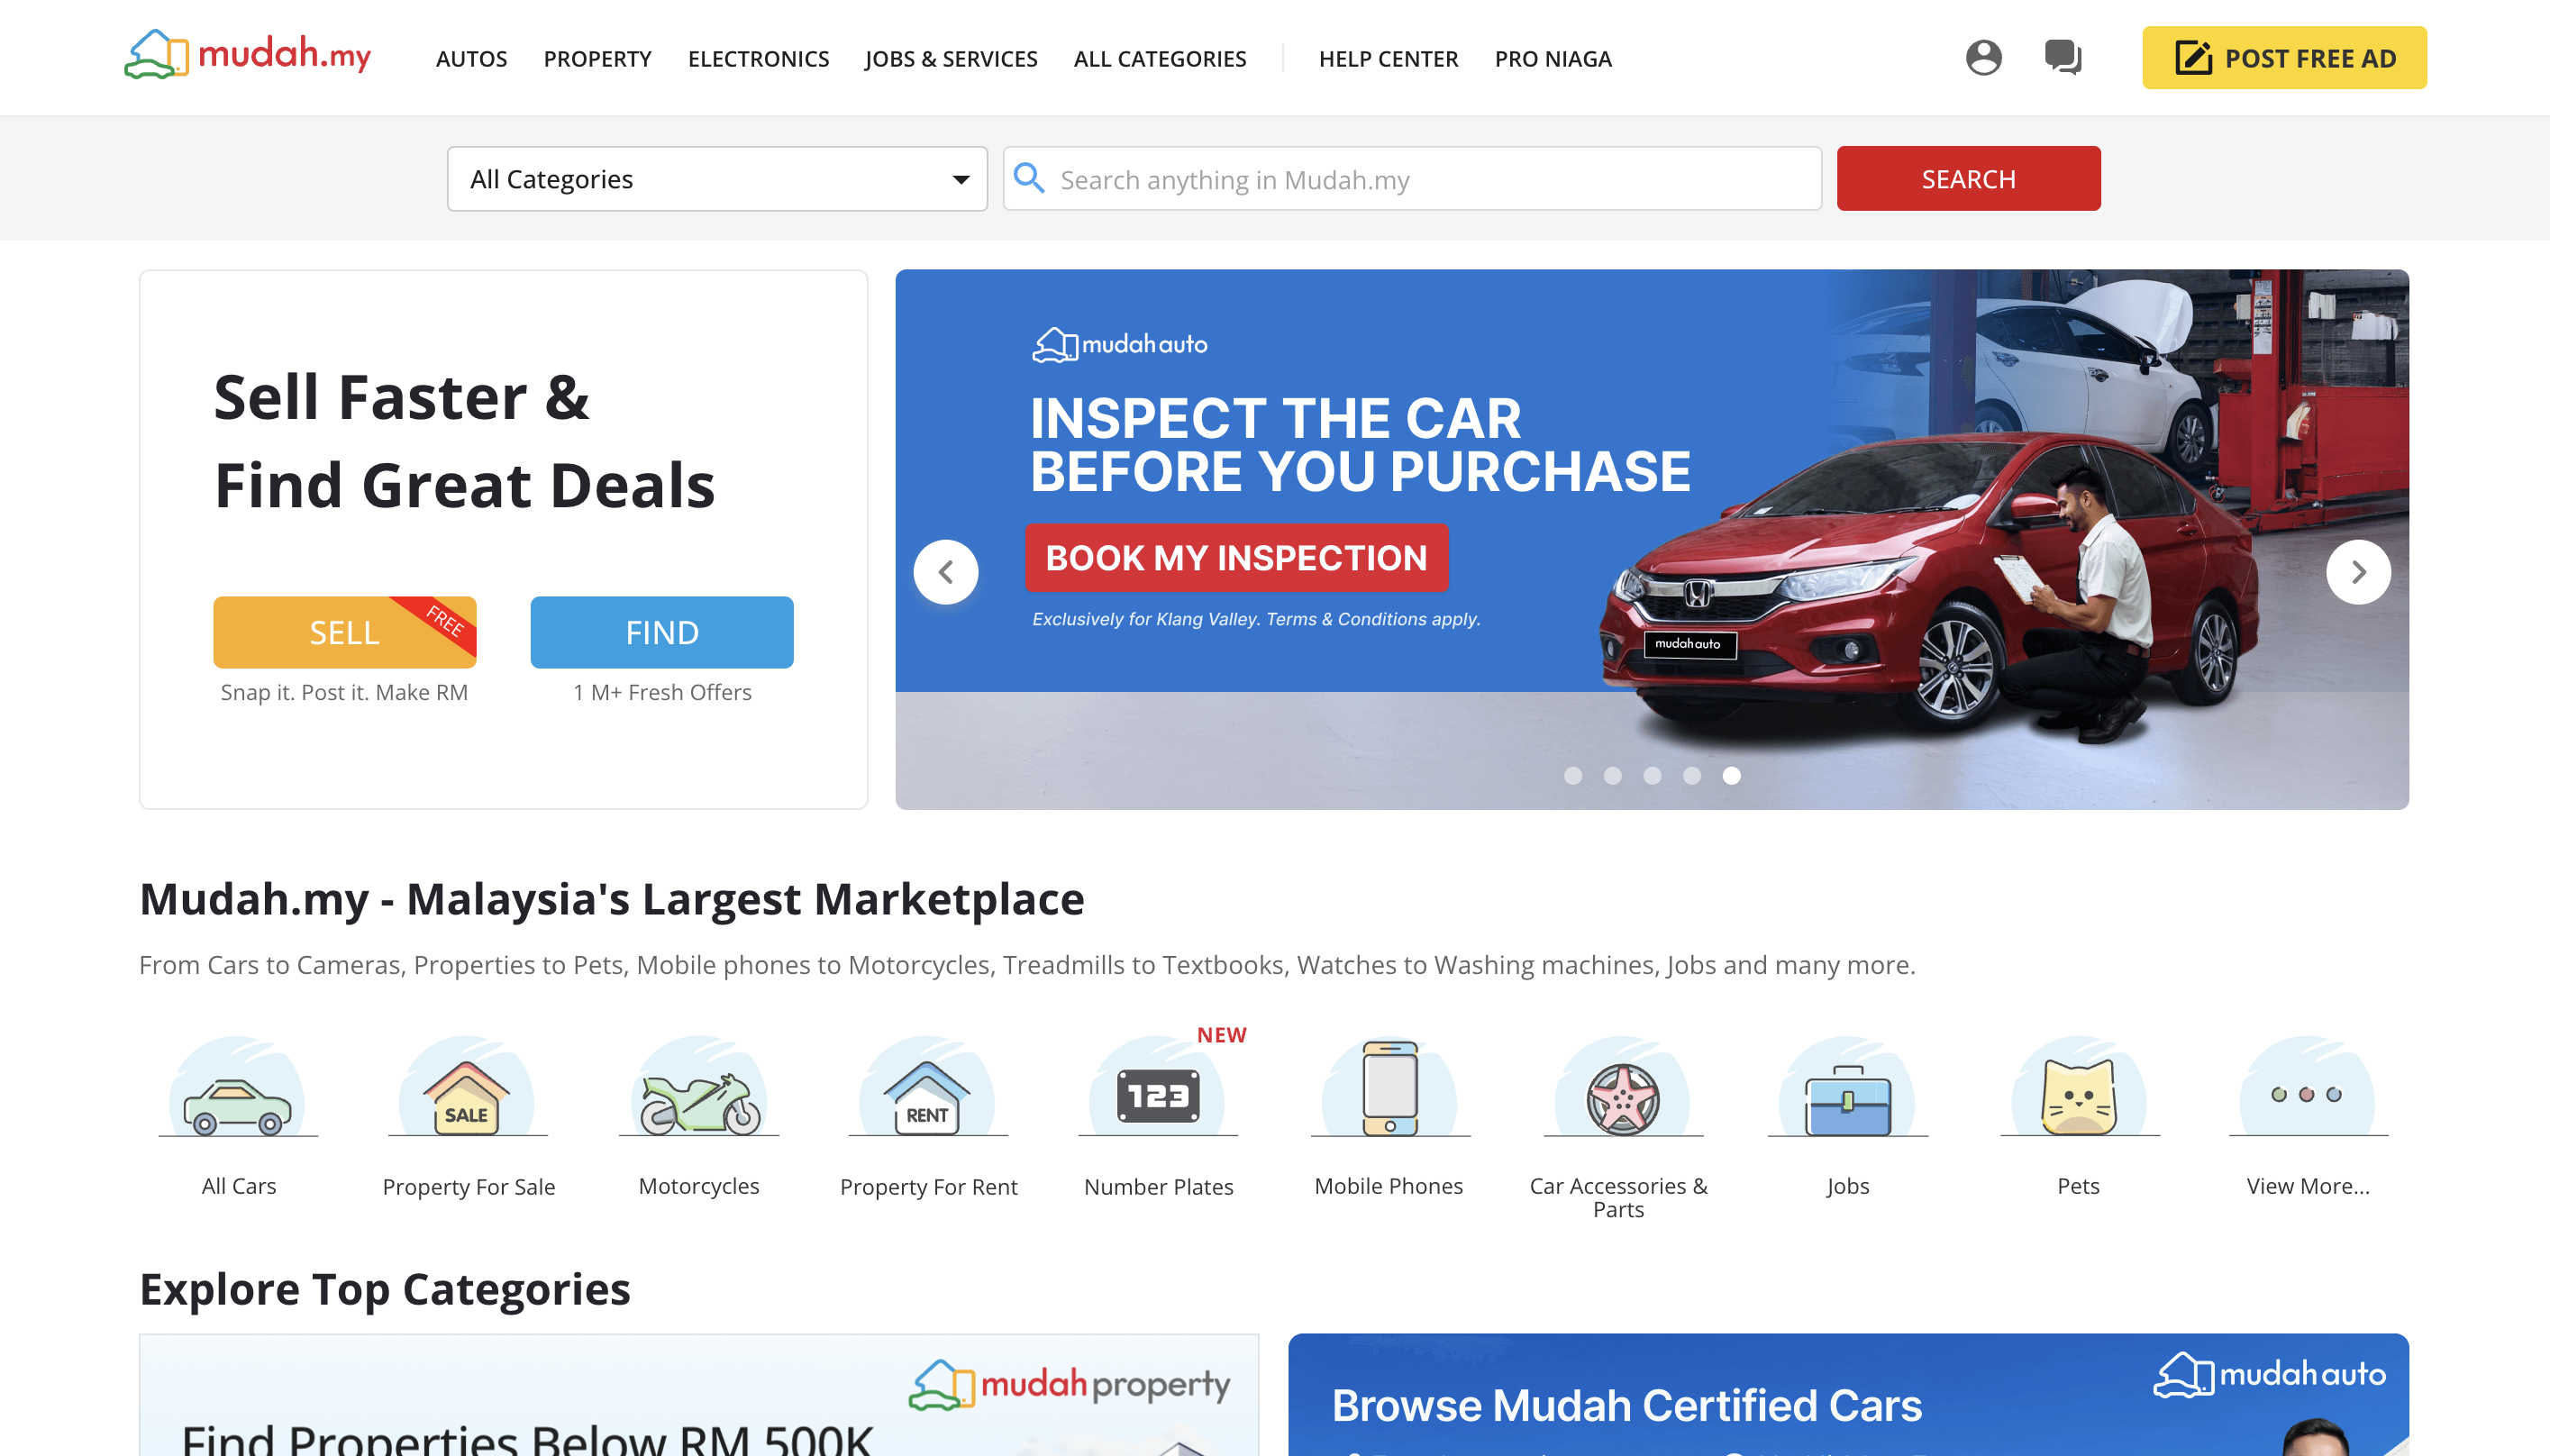 mudah.my
AUTOS
PROPERTY
ELECTRONICS
JOBS & SERVICES
ALL CATEGORIES
HELP CENTER
PRO NIAGA
POST FREE AD
All Categories
Search anything in Mudah.my
SEARCH
Sell Faster &
Find Great Deals
SELL
FREE
Snap it. Post it. Make RM
FIND
1 M+ Fresh Offers
mudah auto
INSPECT THE CAR
BEFORE YOU PURCHASE
BOOK MY INSPECTION
Exclusively for Klang Valley. Terms & Conditions apply.
mudah auto
Mudah.my - Malaysia's Largest Marketplace
From Cars to Cameras, Properties to Pets, Mobile phones to Motorcycles, Treadmills to Textbooks, Watches to Washing machines, Jobs and many more.
All Cars
SALE
Property For Sale
Motorcycles
RENT
Property For Rent
NEW
123
Number Plates
Mobile Phones
Car Accessories &
Parts
Jobs
Pets
View More...
Explore Top Categories
mudah property
Find Properties Below RM 500K
mudah auto
Browse Mudah Certified Cars